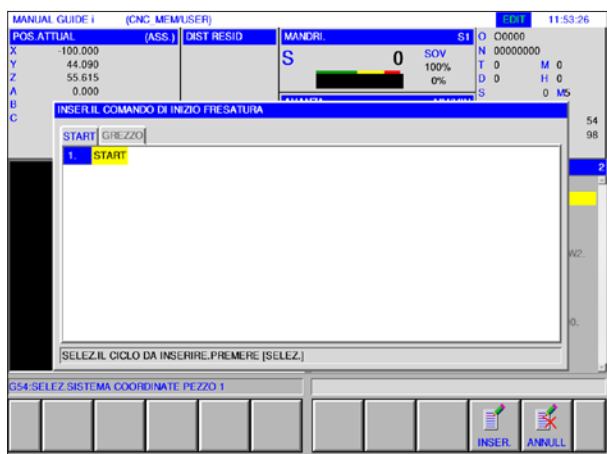 MANUAL GUIDE i (CNC_MEM/USER) EDIT 11:53:26
POS.ATTUAL (ASS.) DIST RESID MANDRI. S1 O O0000
X -100.000 S 0 SOV N 00000000
Y 44.090 100% T 0 M 0
Z 55.615 0% D 0 H 0
A 0.000 S 0 M5
B
C 54
98
INSER.IL COMANDO DI INIZIO FRESATURA
START GREZZO
1. START
2
W2.
0.
SELEZ.IL CICLO DA INSERIRE.PREMERE [SELEZ.]
G54:SELEZ.SISTEMA COORDINATE PEZZO 1
INSER. ANNULL